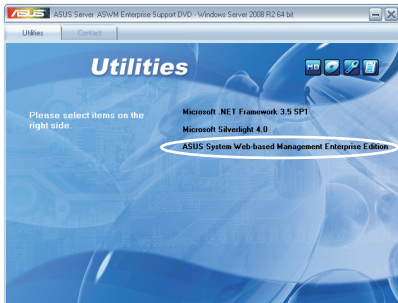 ASUS ASUS Server ASWM Enterprise Support DVD - Windows Server 2008 R2 64 bit
Utilities Contact
Utilities
MB
Please select items on the
right side.
Microsoft .NET Framework 3.5 SP1
Microsoft Silverlight 4.0
ASUS System Web-based Management Enterprise Edition